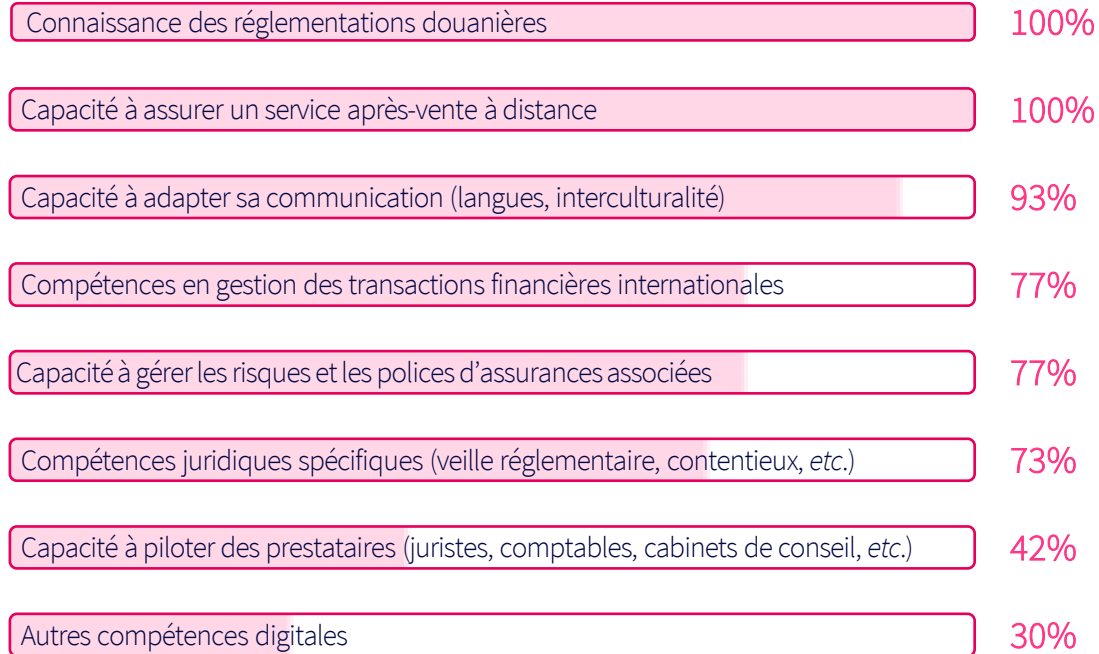 Connaissance des réglementations douanières 100%
Capacité à assurer un service après-vente à distance 100%
Capacité à adapter sa communication (langues, interculturalité) 93%
Compétences en gestion des transactions financières internationales 77%
Capacité à gérer les risques et les polices d’assurances associées 77%
Compétences juridiques spécifiques (veille réglementaire, contentieux, etc.) 73%
Capacité à piloter des prestataires (juristes, comptables, cabinets de conseil, etc.) 42%
Autres compétences digitales 30%